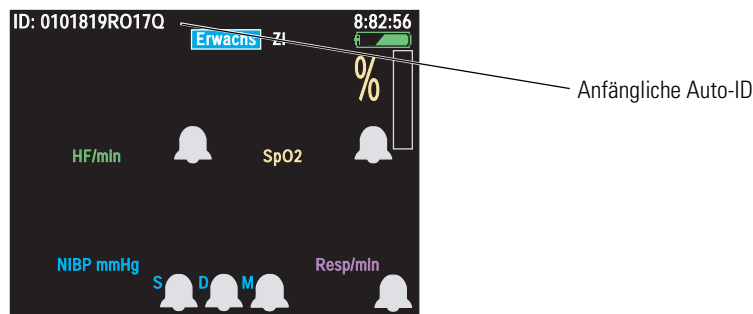 ID: 0101819RO17Q 8:82:56
Erwachs ZI
%
Anfängliche Auto-ID
HF/min SpO2
NIBP mmHg Resp/min
S D M